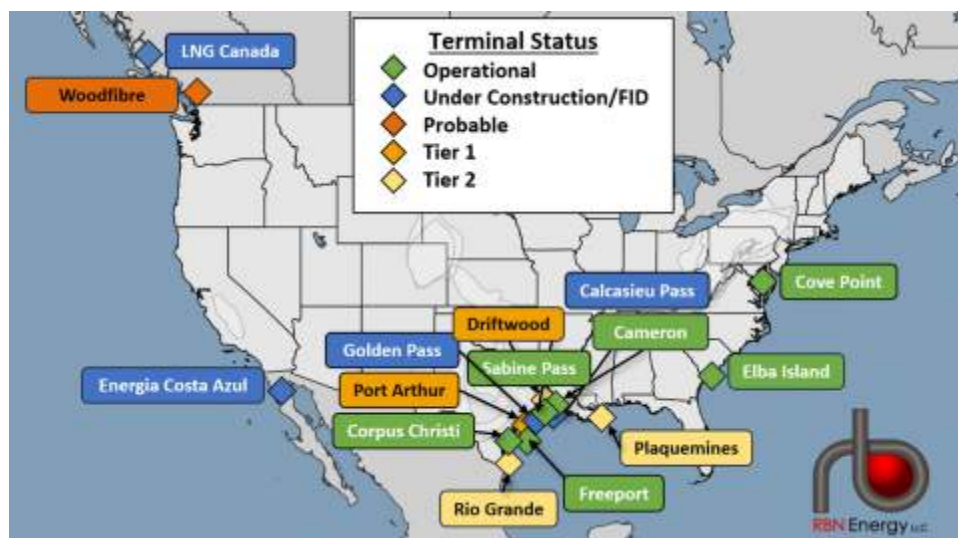 Terminal Status
Operational
Under Construction/FID
Probable
Tier 1
Tier 2
LNG Canada
Woodfibre
Calcasieu Pass
Cove Point
Driftwood
Cameron
Golden Pass
Sabine Pass
Elba Island
Energia Costa Azul
Port Arthur
Corpus Christi
Plaquemines
Freeport
Rio Grande
RBN Energy LLC